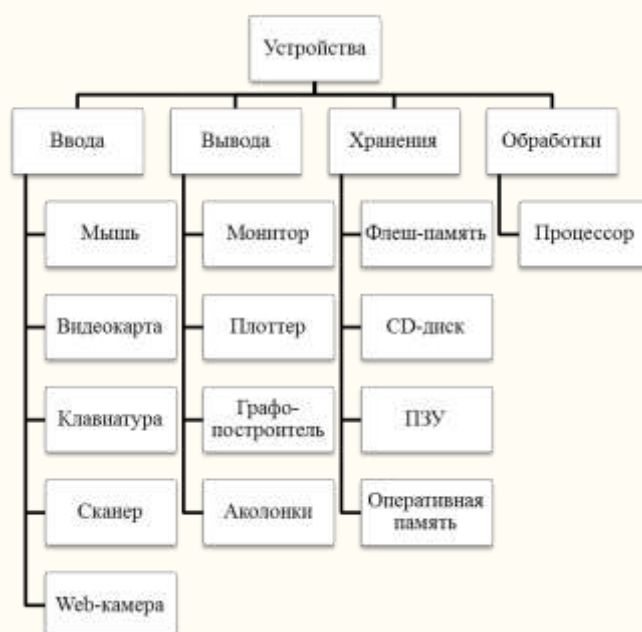 Устройства
Ввода
Вывода
Хранения
Обработки
Мышь
Монитор
Флеш-память
Процессор
Видеокарта
Плоттер
CD-диск
Клавиатура
Графо-
построитель
ПЗУ
Сканер
Аколонки
Оперативная
память
Web-камера